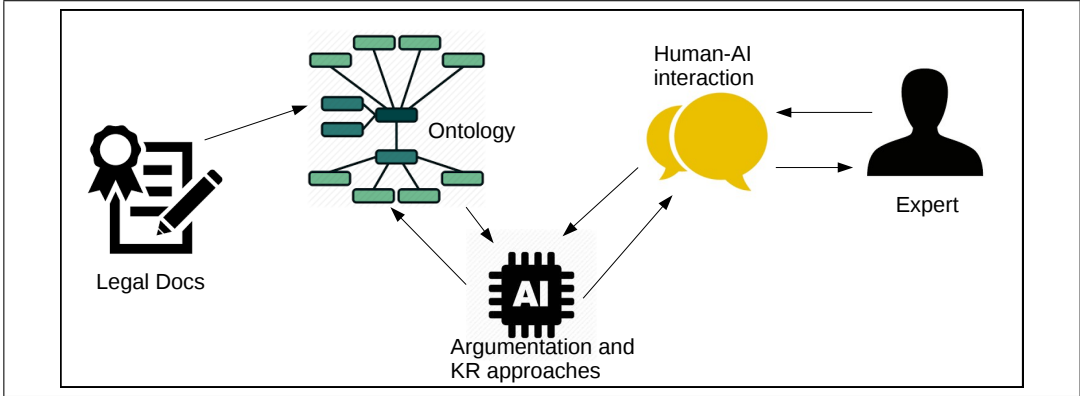 Human-AI
interaction
Ontology
Expert
Legal Docs
AI
Argumentation and
KR approaches